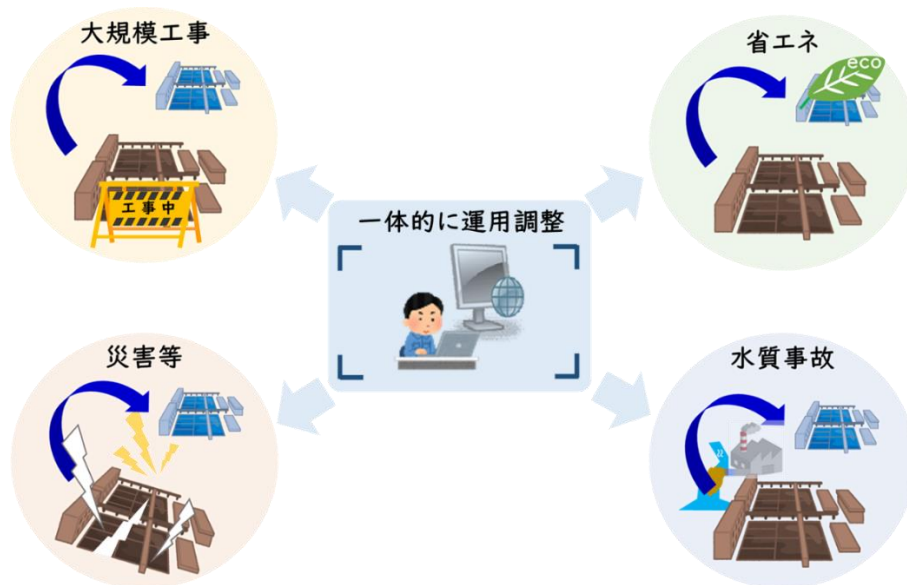 大規模工事
工事中
省エネ
eco
一体的に運用調整
災害等
水質事故